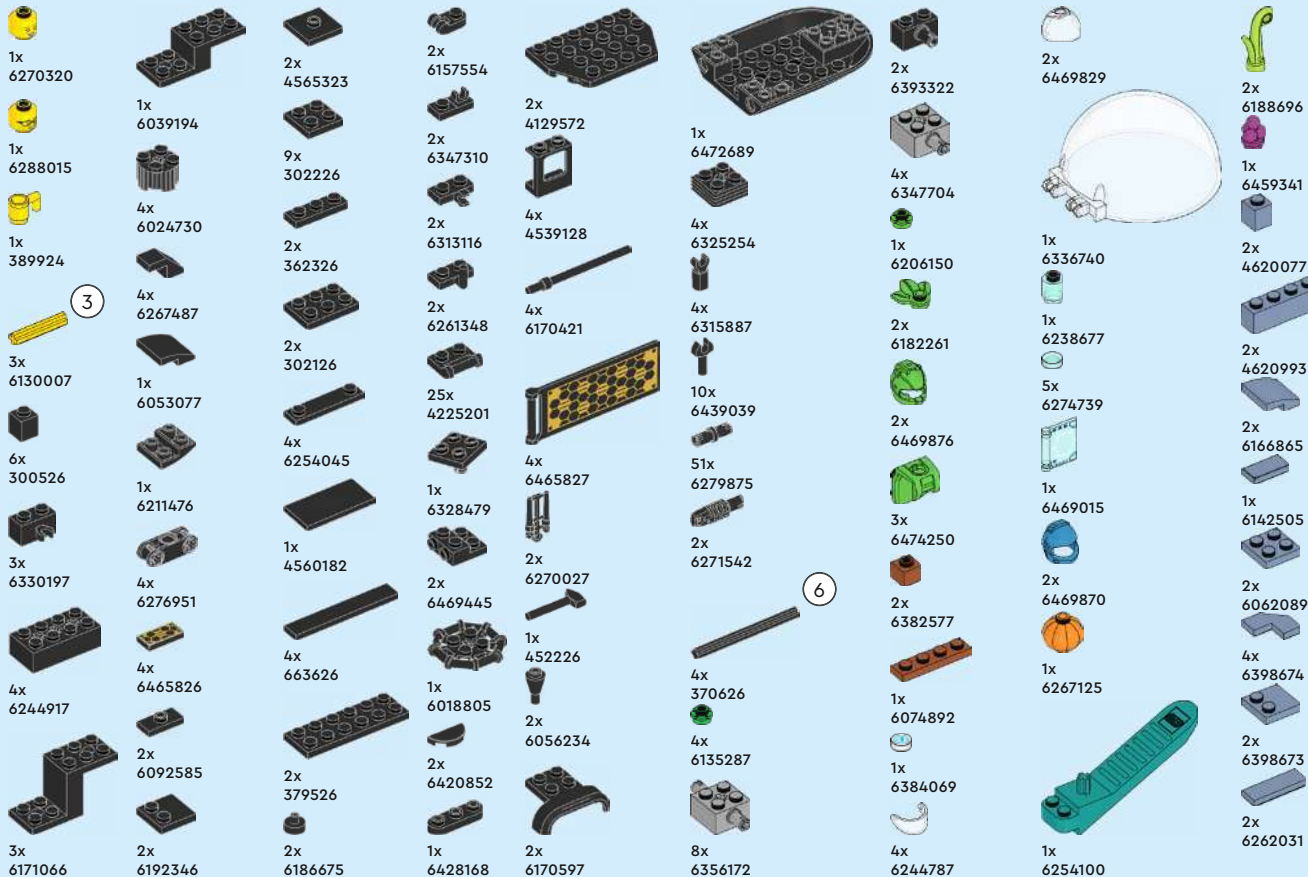 1x
6270320
1x
6288015
1x
389924
3
3x
6130007
6x
300526
3x
6330197
4x
6244917
3x
6171066
1x
6039194
4x
6024730
4x
6267487
1x
6053077
1x
6211476
4x
6276951
4x
6465826
2x
6092585
2x
6192346
2x
4565323
9x
302226
2x
362326
2x
302126
4x
6254045
1x
4560182
4x
663626
2x
379526
2x
6186675
2x
6157554
2x
6347310
2x
6313116
2x
6261348
25x
4225201
1x
6328479
2x
6469445
1x
6018805
2x
6420852
1x
6428168
2x
4129572
4x
4539128
4x
6170421
4x
6465827
2x
6270027
1x
452226
2x
6056234
2x
6170597
1x
6472689
4x
6325254
4x
6315887
10x
6439039
51x
6279875
2x
6271542
6
4x
370626
4x
6135287
8x
6356172
2x
6393322
4x
6347704
1x
6206150
2x
6182261
2x
6469876
3x
6474250
2x
6382577
1x
6074892
1x
6384069
4x
6244787
2x
6469829
1x
6336740
1x
6238677
5x
6274739
1x
6469015
2x
6469870
1x
6267125
1x
6254100
2x
6188696
1x
6459341
2x
4620077
2x
4620993
2x
6166865
1x
6142505
2x
6062089
4x
6398674
2x
6398673
2x
6262031